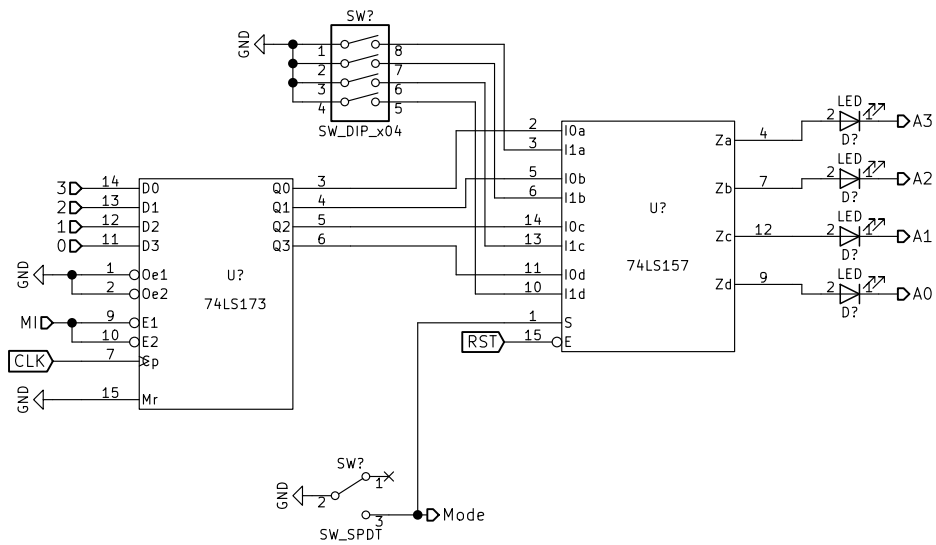 SW?
GND
1 8
2 7
3 6
4 5
SW_DIP_x04
LED
2 1
A3
D?
2 I0a
3 I1a
Za 4
LED
2 1
A2
D?
5 I0b
6 I1b
Zb 7
3 14 D0
Q0 3
2 13 D1
Q1 4
1 12 D2
Q2 5
0 11 D3
Q3 6
U?
74LS157
14 I0c
13 I1c
Zc 12
LED
2 1
A1
D?
GND
1 Oe1
2 Oe2
U?
74LS173
11 I0d
10 I1d
Zd 9
LED
2 1
A0
D?
MI 9 E1
10 E2
1 S
RST 15 E
CLK 7 Cp
GND 15 Mr
SW?
1
GND
2
3
Mode
SW_SPDT